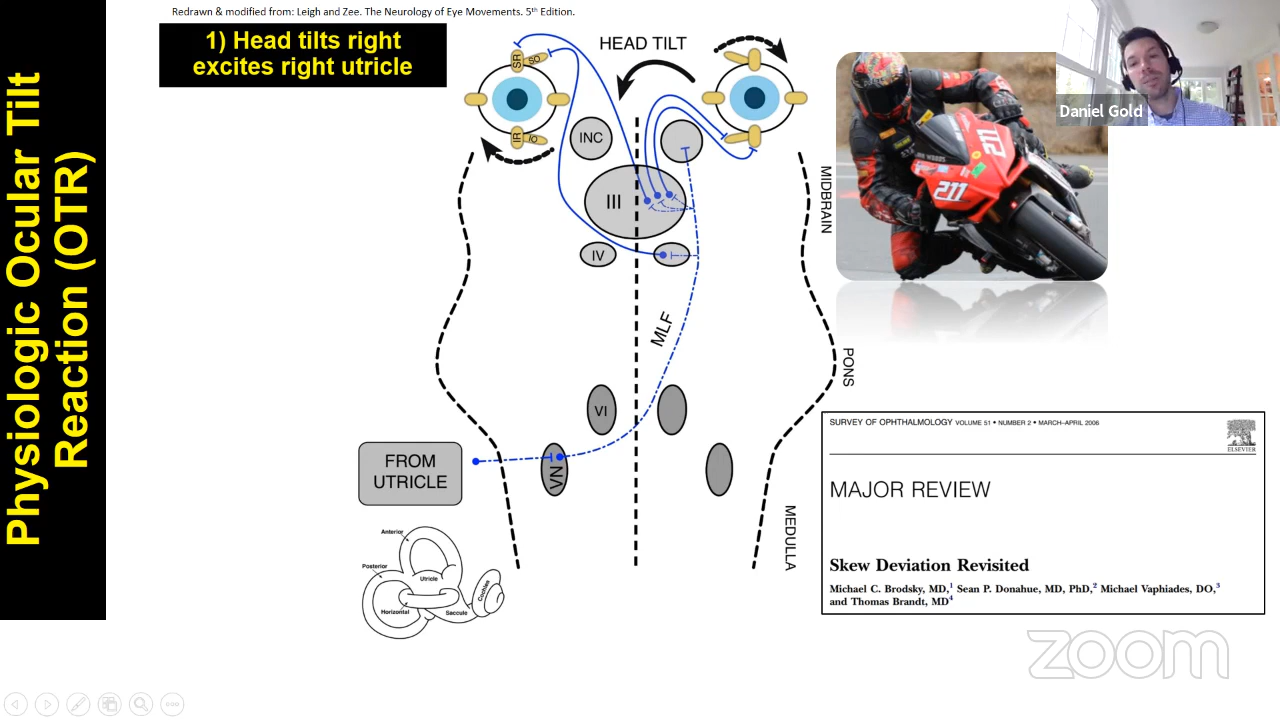 Redrawn & modified from: Leigh and Zee. The Neurology of Eye Movements. 5th Edition.
Physiologic Ocular Tilt
Reaction (OTR)
1) Head tilts right
excites right utricle
HEAD TILT
SR
SO
IR
IO
INC
III
IV
MLF
VI
VN
FROM
UTRICLE
MIDBRAIN
PONS
MEDULLA
Anterior
Posterior
Utricle
Horizontal
Saccule
Cochlea
211
211
Daniel Gold
SURVEY OF OPHTHALMOLOGY VOLUME 51 • NUMBER 2 • MARCH–APRIL 2006
ELSEVIER
MAJOR REVIEW
Skew Deviation Revisited
Michael C. Brodsky, MD,1 Sean P. Donahue, MD, PhD,2 Michael Vaphiades, DO,3
and Thomas Brandt, MD4
zoom